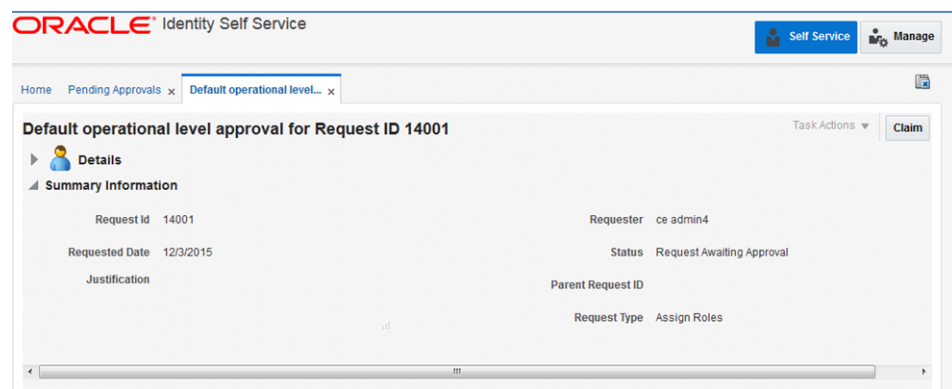 ORACLE Identity Self Service
Self Service Manage
Home Pending Approvals x Default operational level... x
Default operational level approval for Request ID 14001
Task Actions Claim
Details
Summary Information
Request Id 14001 Requester ce admin4
Requested Date 12/3/2015 Status Request Awaiting Approval
Justification Parent Request ID
Request Type Assign Roles